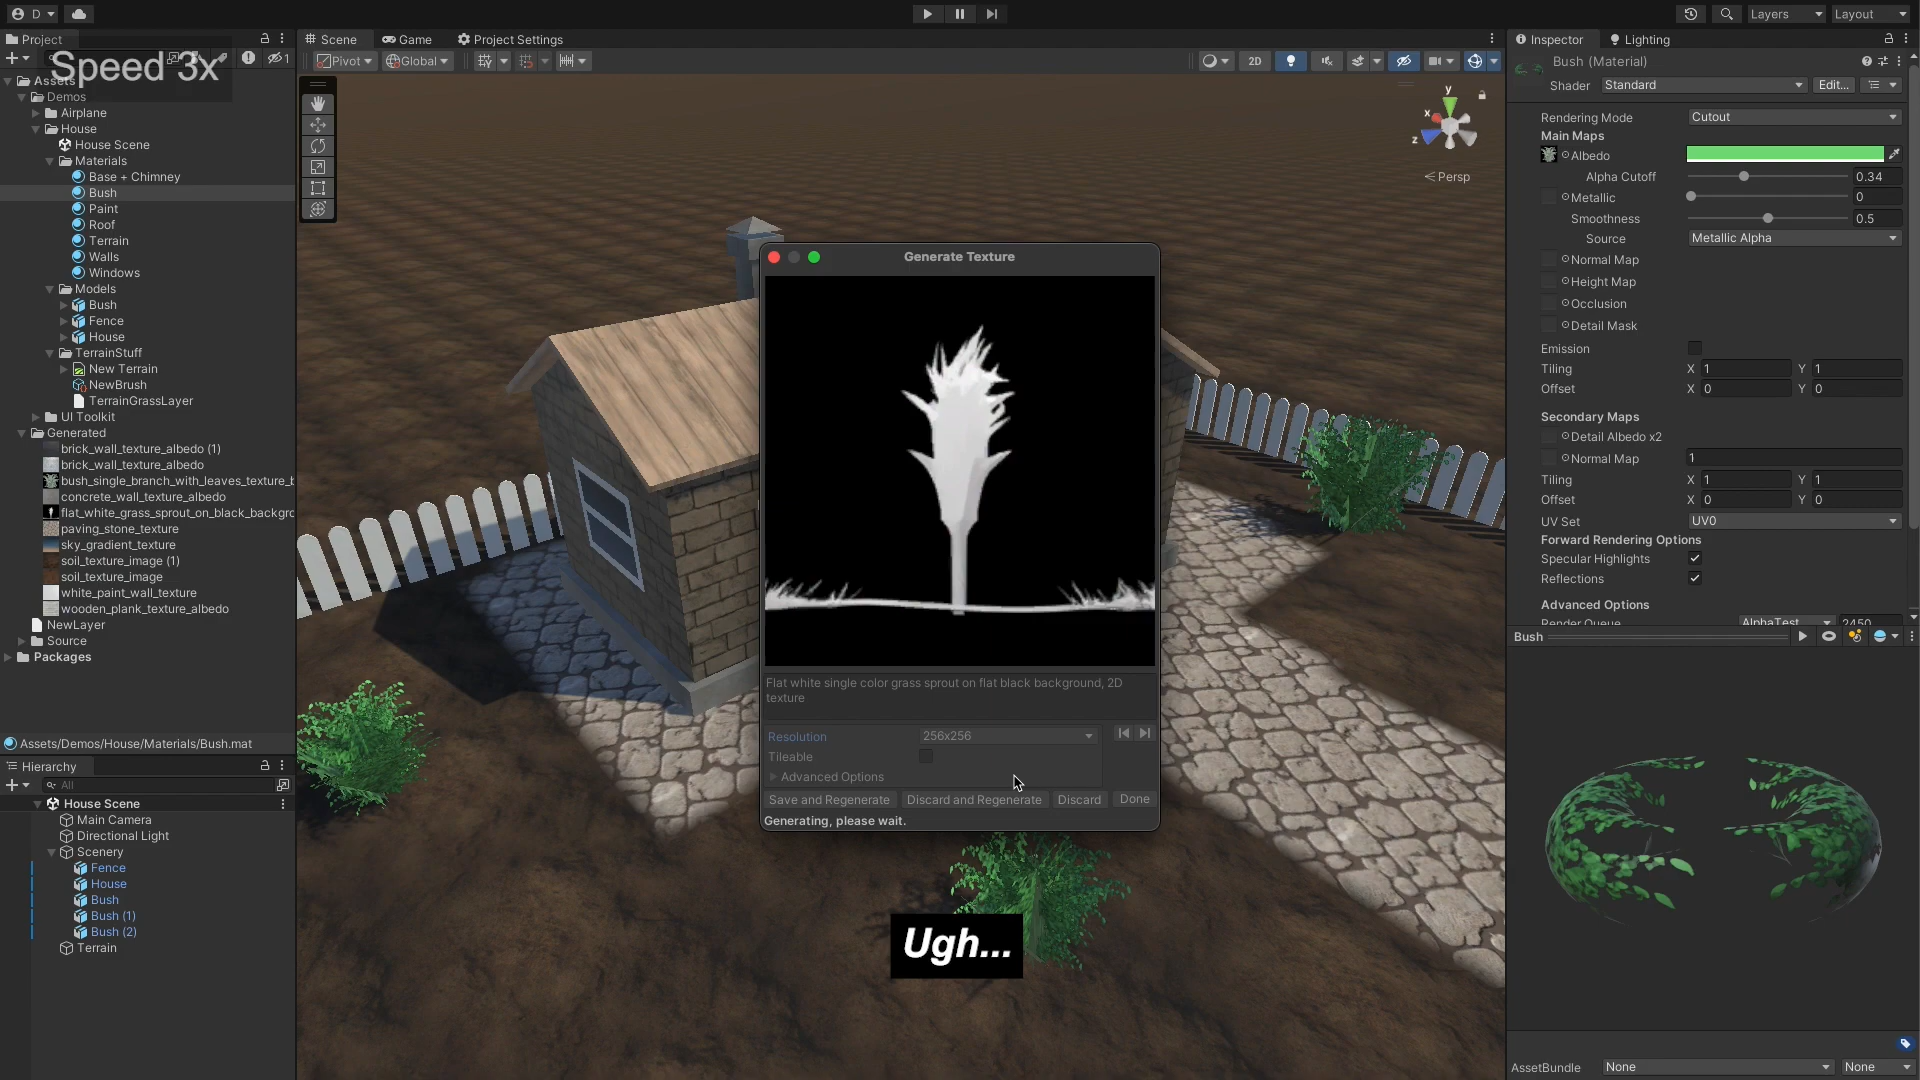 D
Layers
Layout
Project
Speed 3x
1
Assets
Demos
Airplane
House
House Scene
Materials
Base + Chimney
Bush
Paint
Roof
Terrain
Walls
Windows
Models
Bush
Fence
House
TerrainStuff
New Terrain
NewBrush
TerrainGrassLayer
UI Toolkit
Generated
brick_wall_texture_albedo (1)
brick_wall_texture_albedo
bush_single_branch_with_leaves_texture_b
concrete_wall_texture_albedo
flat_white_grass_sprout_on_black_backgro
paving_stone_texture
sky_gradient_texture
soil_texture_image (1)
soil_texture_image
white_paint_wall_texture
wooden_plank_texture_albedo
NewLayer
Source
Packages
Assets/Demos/House/Materials/Bush.mat
Hierarchy
All
House Scene
Main Camera
Directional Light
Scenery
Fence
House
Bush
Bush (1)
Bush (2)
Terrain
Scene
Game
Project Settings
Pivot
Global
2D
y
x
z
Persp
Generate Texture
Flat white single color grass sprout on flat black background, 2D
texture
Resolution 256x256
Tileable
Advanced Options
Save and Regenerate Discard and Regenerate Discard Done
Generating, please wait.
Ugh...
Inspector
Lighting
Bush (Material)
Shader Standard Edit...
Rendering Mode Cutout
Main Maps
Albedo
Alpha Cutoff 0.34
Metallic 0
Smoothness 0.5
Source Metallic Alpha
Normal Map
Height Map
Occlusion
Detail Mask
Emission
Tiling X 1 Y 1
Offset X 0 Y 0
Secondary Maps
Detail Albedo x2
Normal Map 1
Tiling X 1 Y 1
Offset X 0 Y 0
UV Set UV0
Forward Rendering Options
Specular Highlights
Reflections
Advanced Options
Render Queue AlphaTest 2450
Bush
AssetBundle None None